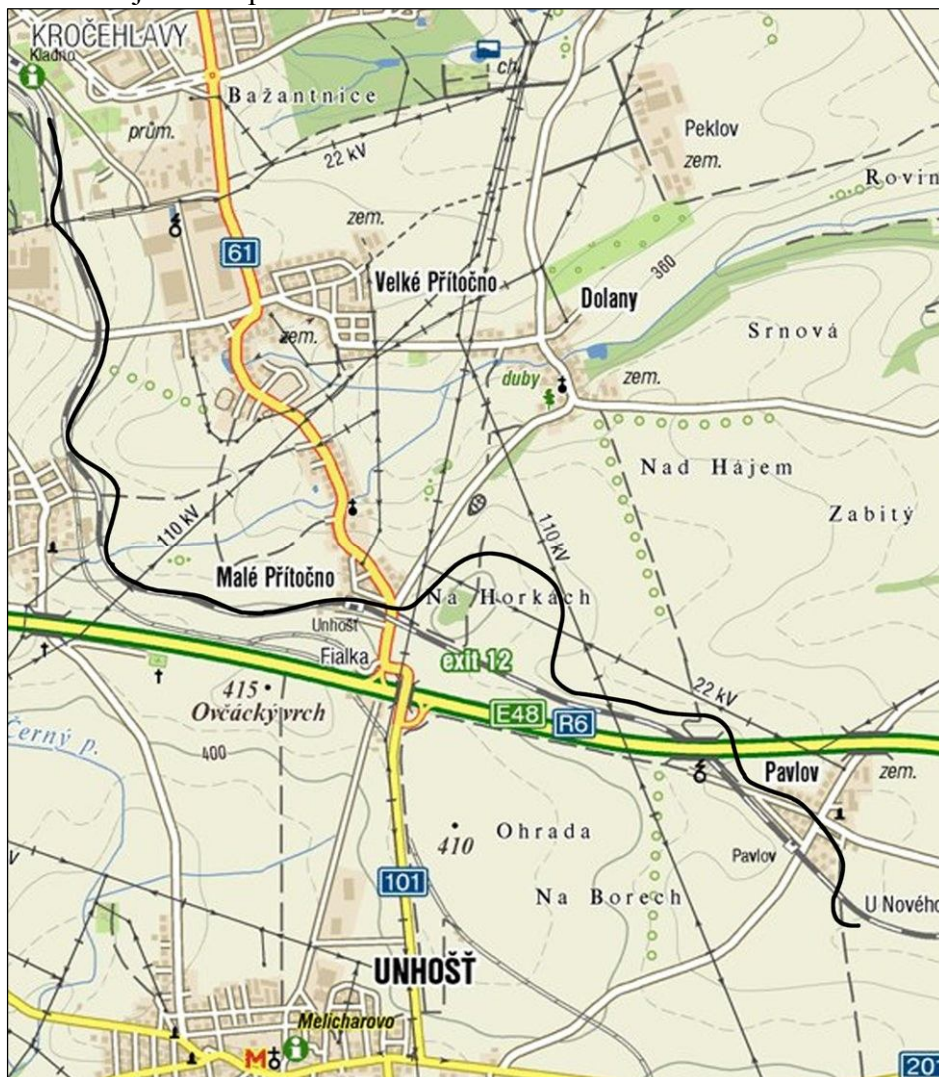 KROČEHLAVY
Kladno
ch.
Bažantnice
prům.
22 kV
Peklov
zem.
Rovin
zem.
61
Velké Přítočno
360
Dolany
Srnová
zem.
duby
zem.
Nad Hájem
Zabitý
110 kV
110 kV
Malé Přítočno
Na Horkách
Unhošť
Fialka
exit 12
22 kV
415
Ovčácký vrch
E48
R6
Černý p.
400
Pavlov
zem.
410
Ohrada
Pavlov
101
Na Borech
U Nového
UNHOŠŤ
Melicharovo
M
201